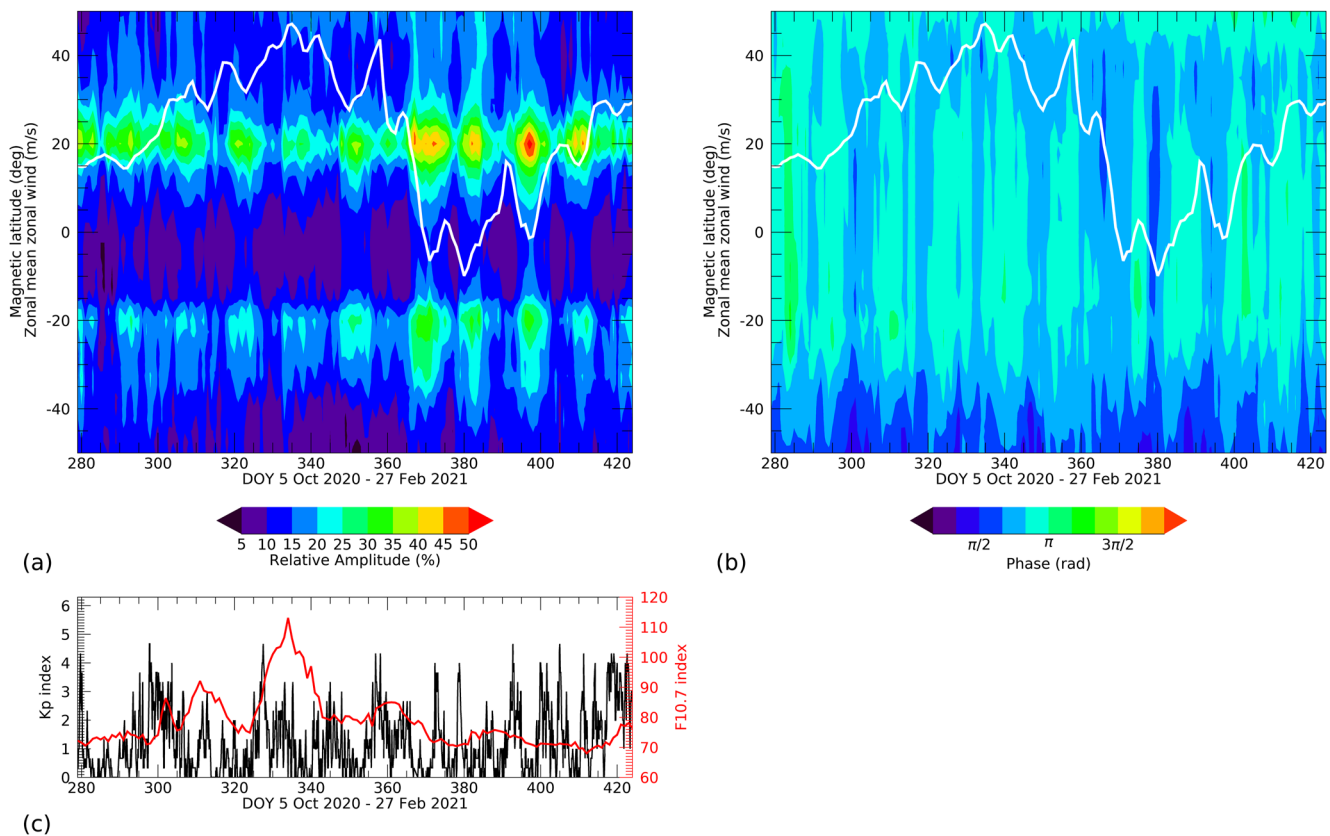 40
20
0
-20
-40
Magnetic latitude (deg)
Zonal mean zonal wind (m/s)
280 300 320 340 360 380 400 420
DOY 5 Oct 2020 - 27 Feb 2021
5 10 15 20 25 30 35 40 45 50
Relative Amplitude (%)
(a)
40
20
0
-20
-40
Magnetic latitude (deg)
Zonal mean zonal wind (m/s)
280 300 320 340 360 380 400 420
DOY 5 Oct 2020 - 27 Feb 2021
π/2 π 3π/2
Phase (rad)
(b)
6
5
4
3
2
1
0
Kp index
120
110
100
90
80
70
60
F10.7 index
280 300 320 340 360 380 400 420
DOY 5 Oct 2020 - 27 Feb 2021
(c)